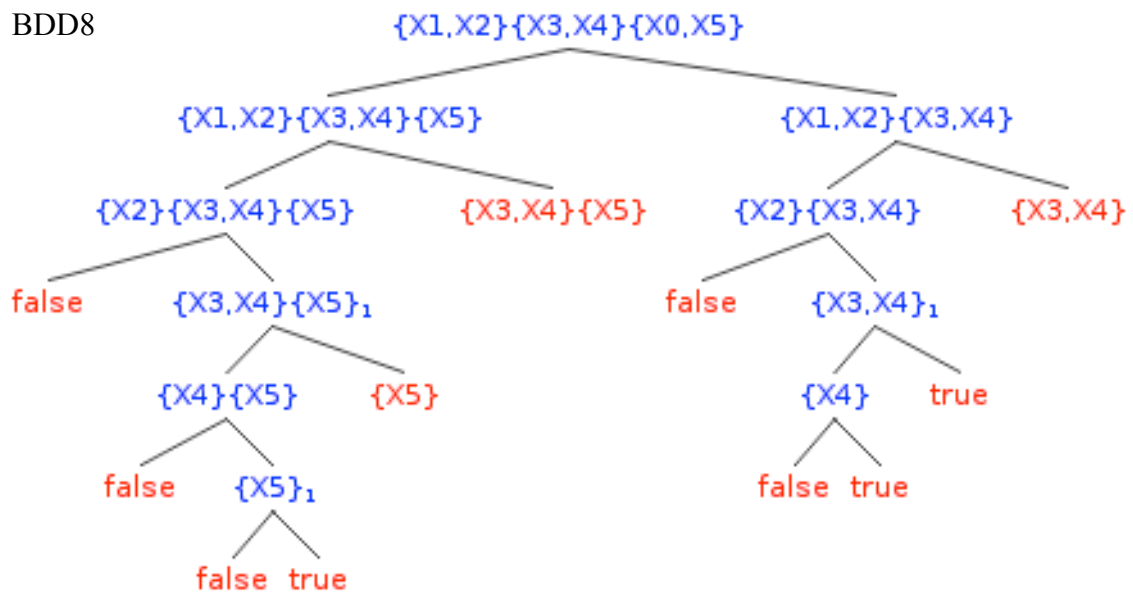 BDD8
{X1,X2}{X3,X4}{X0,X5}
{X1,X2}{X3,X4}{X5} {X1,X2}{X3,X4}
{X2}{X3,X4}{X5} {X3,X4}{X5} {X2}{X3,X4} {X3,X4}
false {X3,X4}{X5}₁ false {X3,X4}₁
{X4}{X5} {X5} {X4} true
false {X5}₁ false true
false true